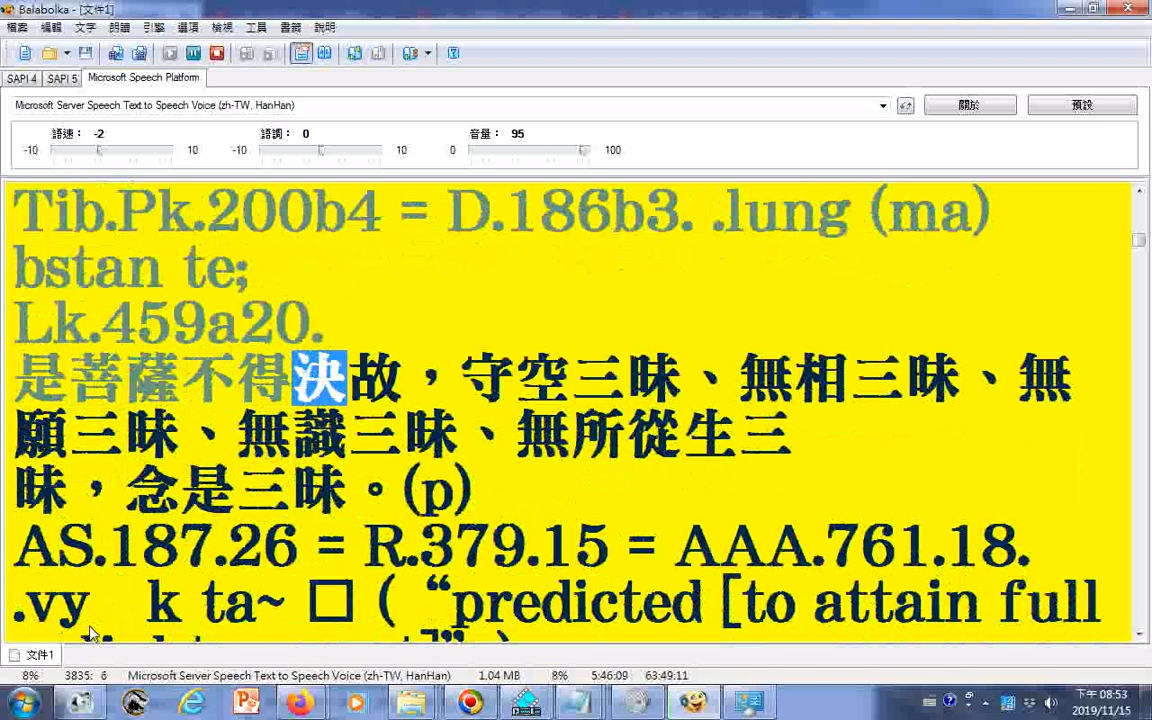 Balabolka - [文件1]
檔案 編輯 文字 朗讀 引擎 選項 檢視 工具 書籤 說明
SAPI 4 SAPI 5 Microsoft Speech Platform
Microsoft Server Speech Text to Speech Voice (zh-TW, HanHan) 關於 預設
語速： -2 語調： 0 音量： 95
-10 10 -10 10 0 100
Tib.Pk.200b4 = D.186b3. .lung (ma)
bstan te;
Lk.459a20.
是菩薩不得決故，守空三昧、無相三昧、無
願三昧、無識三昧、無所從生三
昧，念是三昧。(p)
AS.187.26 = R.379.15 = AAA.761.18.
.vy k ta~ □ ( “predicted [to attain full
文件1
8% 3835: 6 Microsoft Server Speech Text to Speech Voice (zh-TW, HanHan) 1.04 MB 8% 5:46:09 63:49:11
下午 08:53
2019/11/15